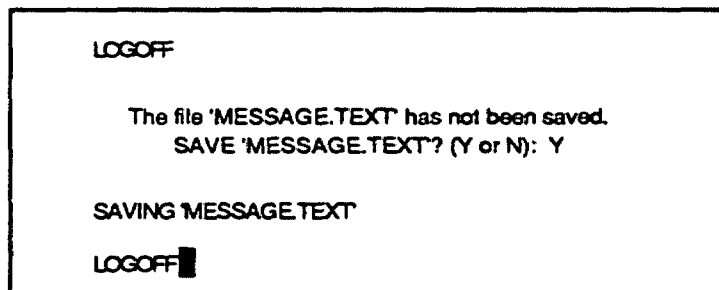 LOGOFF
The file 'MESSAGE.TEXT' has not been saved.
SAVE 'MESSAGE.TEXT'? (Y or N): Y
SAVING 'MESSAGE.TEXT'
LOGOFF